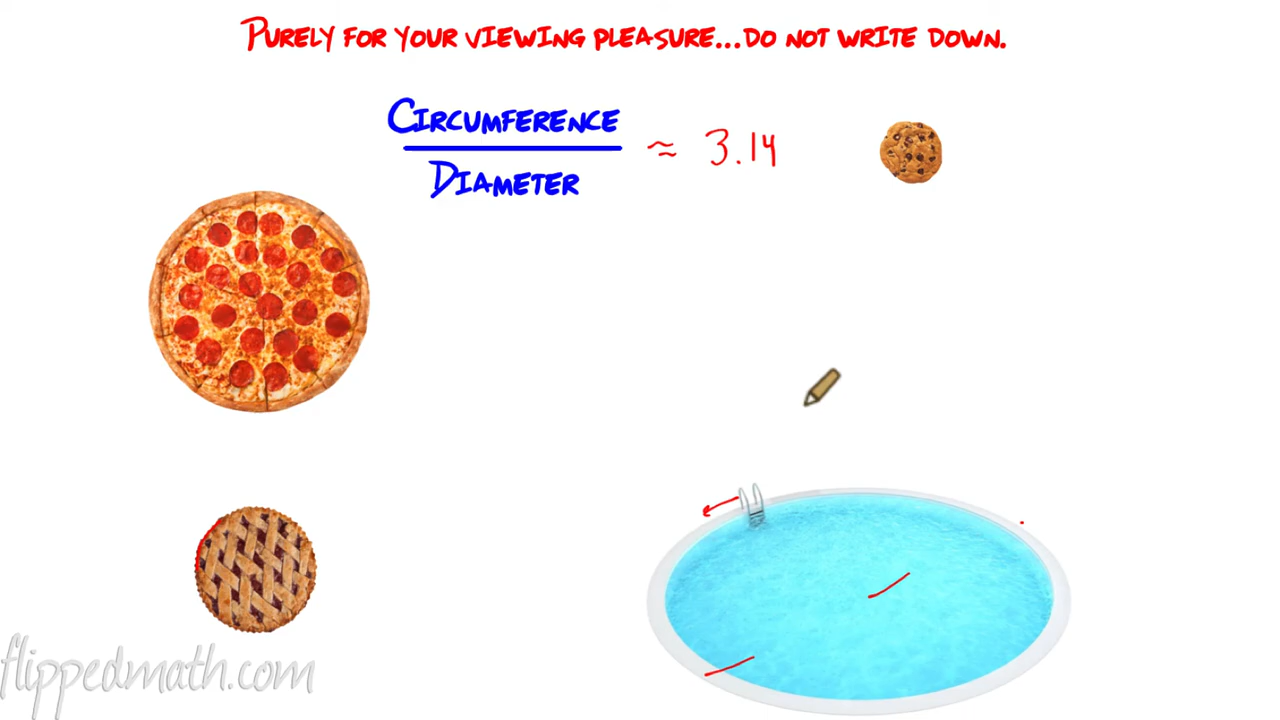 Purely for your viewing pleasure...do not write down.
Circumference
Diameter
≈ 3.14
flippedmath.com